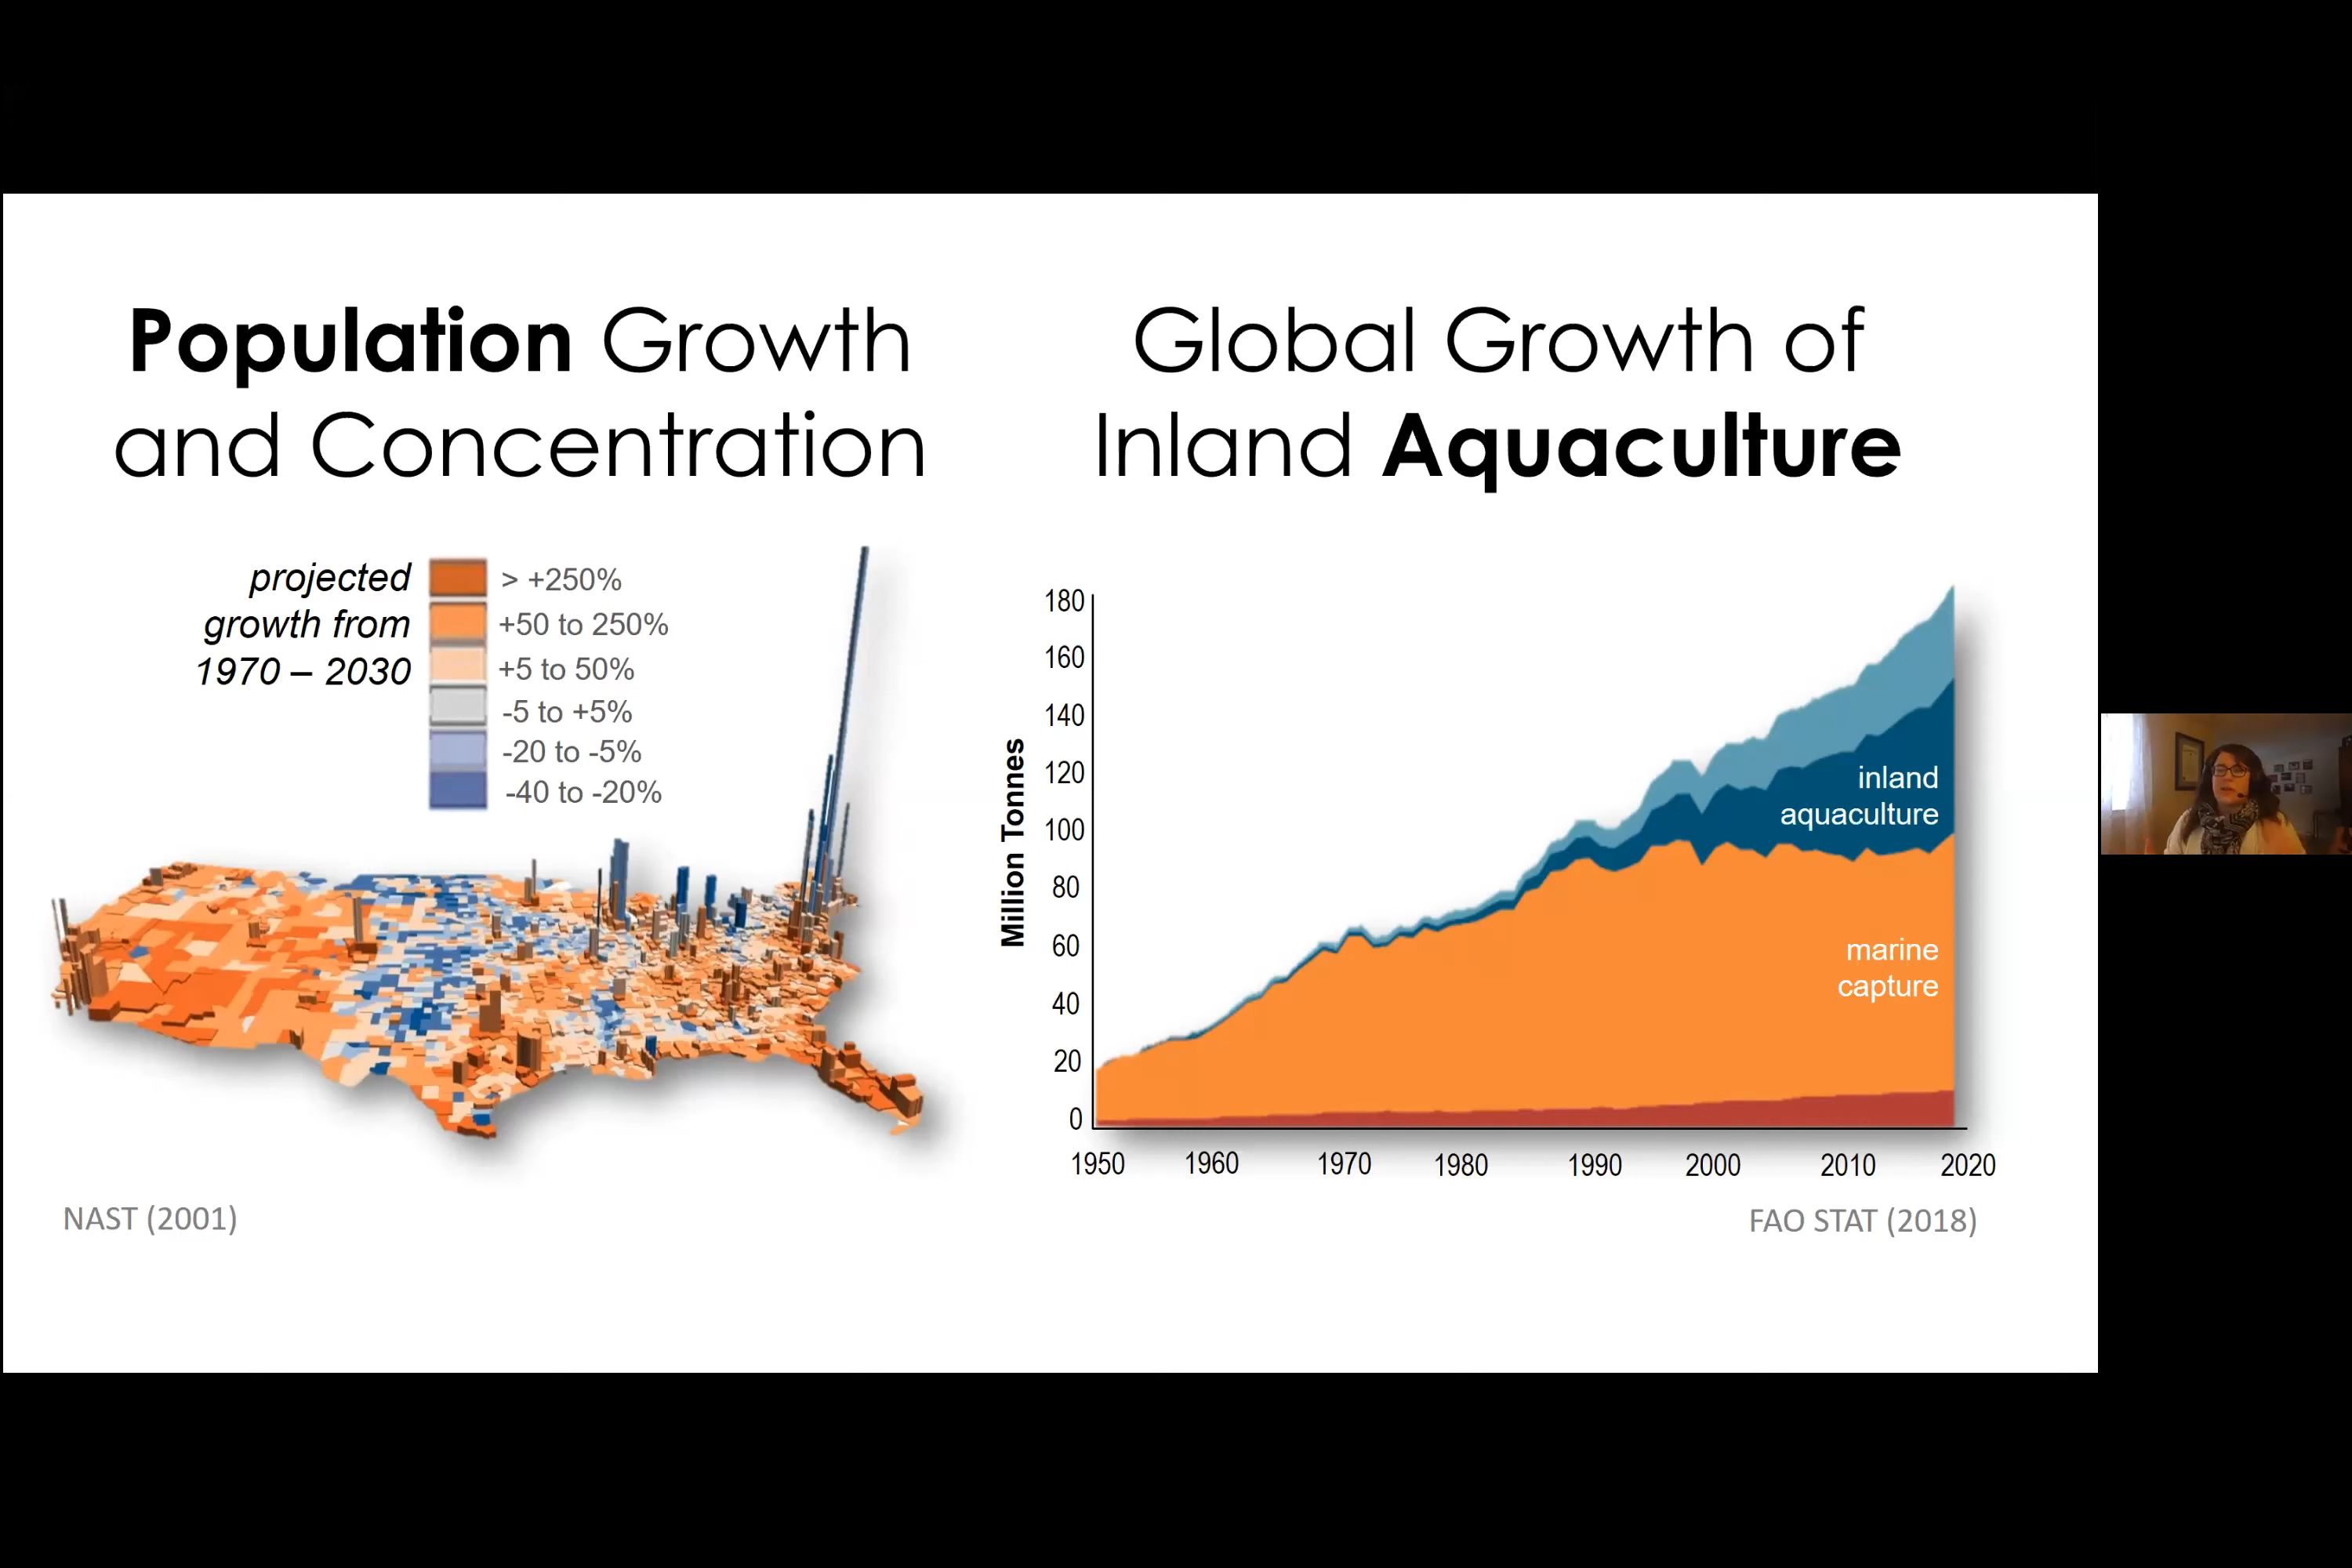 Population Growth
and Concentration
projected
growth from
1970 – 2030
> +250%
+50 to 250%
+5 to 50%
-5 to +5%
-20 to -5%
-40 to -20%
NAST (2001)
Global Growth of
Inland Aquaculture
Million Tonnes
180
160
140
120
100
80
60
40
20
0
inland
aquaculture
marine
capture
1950 1960 1970 1980 1990 2000 2010 2020
FAO STAT (2018)